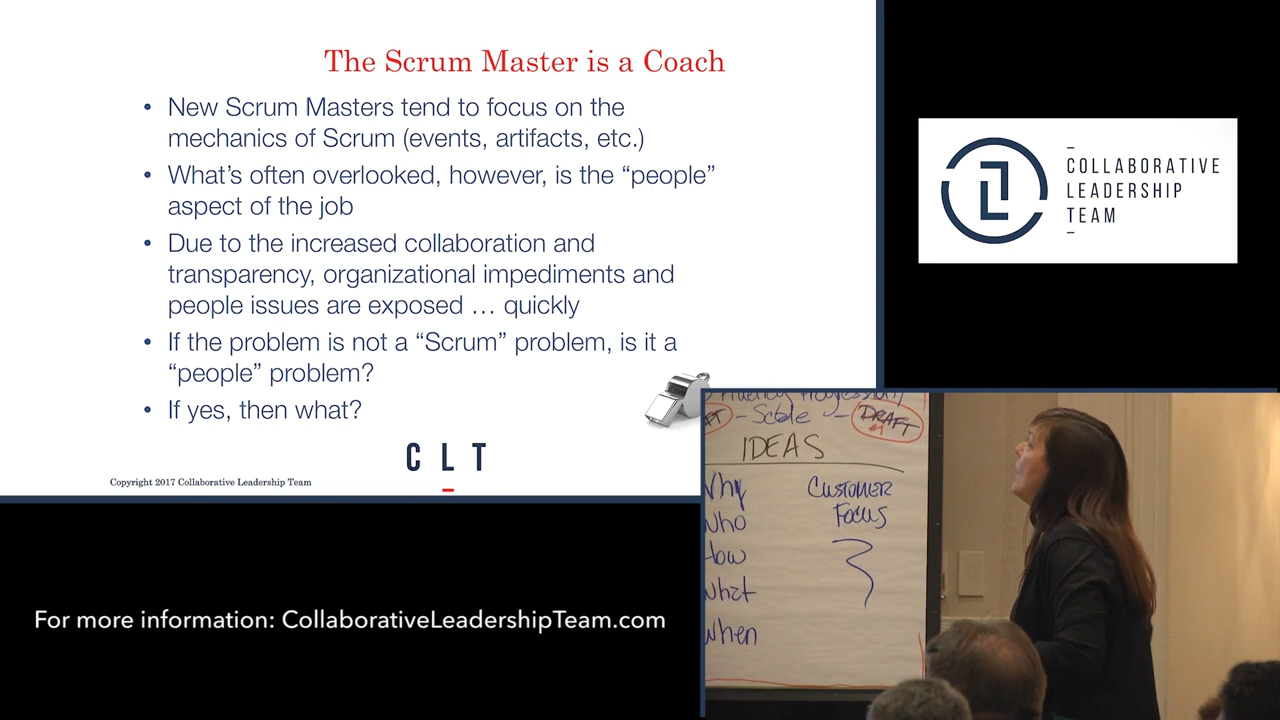 The Scrum Master is a Coach
• New Scrum Masters tend to focus on the
mechanics of Scrum (events, artifacts, etc.)
• What’s often overlooked, however, is the “people”
aspect of the job
• Due to the increased collaboration and
transparency, organizational impediments and
people issues are exposed … quickly
• If the problem is not a “Scrum” problem, is it a
“people” problem?
• If yes, then what?
CLT
Copyright 2017 Collaborative Leadership Team
COLLABORATIVE
LEADERSHIP
TEAM
For more information: CollaborativeLeadershipTeam.com
Fluency Progression
- Scble - DRAFT
#1
IDEAS
Why CUSTOMER
Who FOCUS
How
What
When